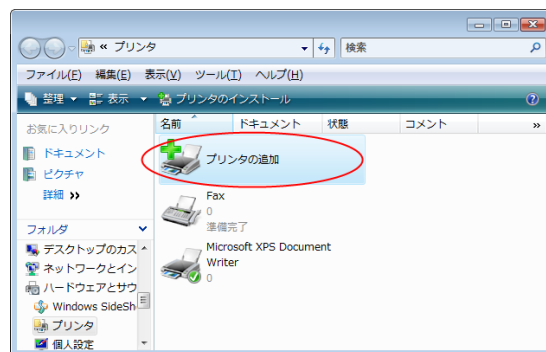 « プリンタ
検索
ファイル(F) 編集(E) 表示(V) ツール(T) ヘルプ(H)
整理 表示 プリンタのインストール
お気に入りリンク
ドキュメント
ピクチャ
詳細 »
フォルダ
デスクトップのカス
ネットワークとイン
ハードウェアとサウ
Windows SideSh
プリンタ
個人設定
名前 ドキュメント 状態 コメント »
プリンタの追加
Fax
0
準備完了
Microsoft XPS Document
Writer
0